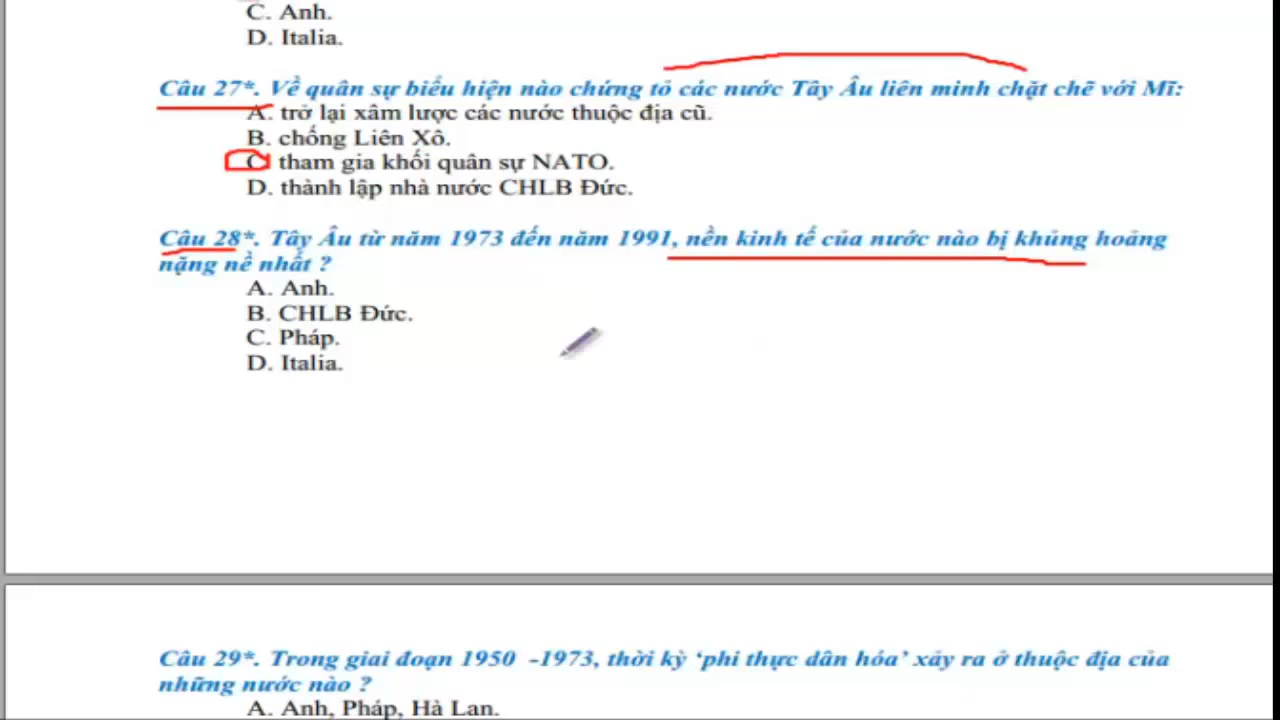 C. Anh.
D. Italia.
Câu 27*. Về quân sự biểu hiện nào chứng tỏ các nước Tây Âu liên minh chặt chẽ với Mĩ:
A. trở lại xâm lược các nước thuộc địa cũ.
B. chống Liên Xô.
C. tham gia khối quân sự NATO.
D. thành lập nhà nước CHLB Đức.
Câu 28*. Tây Âu từ năm 1973 đến năm 1991, nền kinh tế của nước nào bị khủng hoảng
nặng nề nhất ?
A. Anh.
B. CHLB Đức.
C. Pháp.
D. Italia.
Câu 29*. Trong giai đoạn 1950 -1973, thời kỳ ‘phi thực dân hóa’ xảy ra ở thuộc địa của
những nước nào ?
A. Anh, Pháp, Hà Lan.